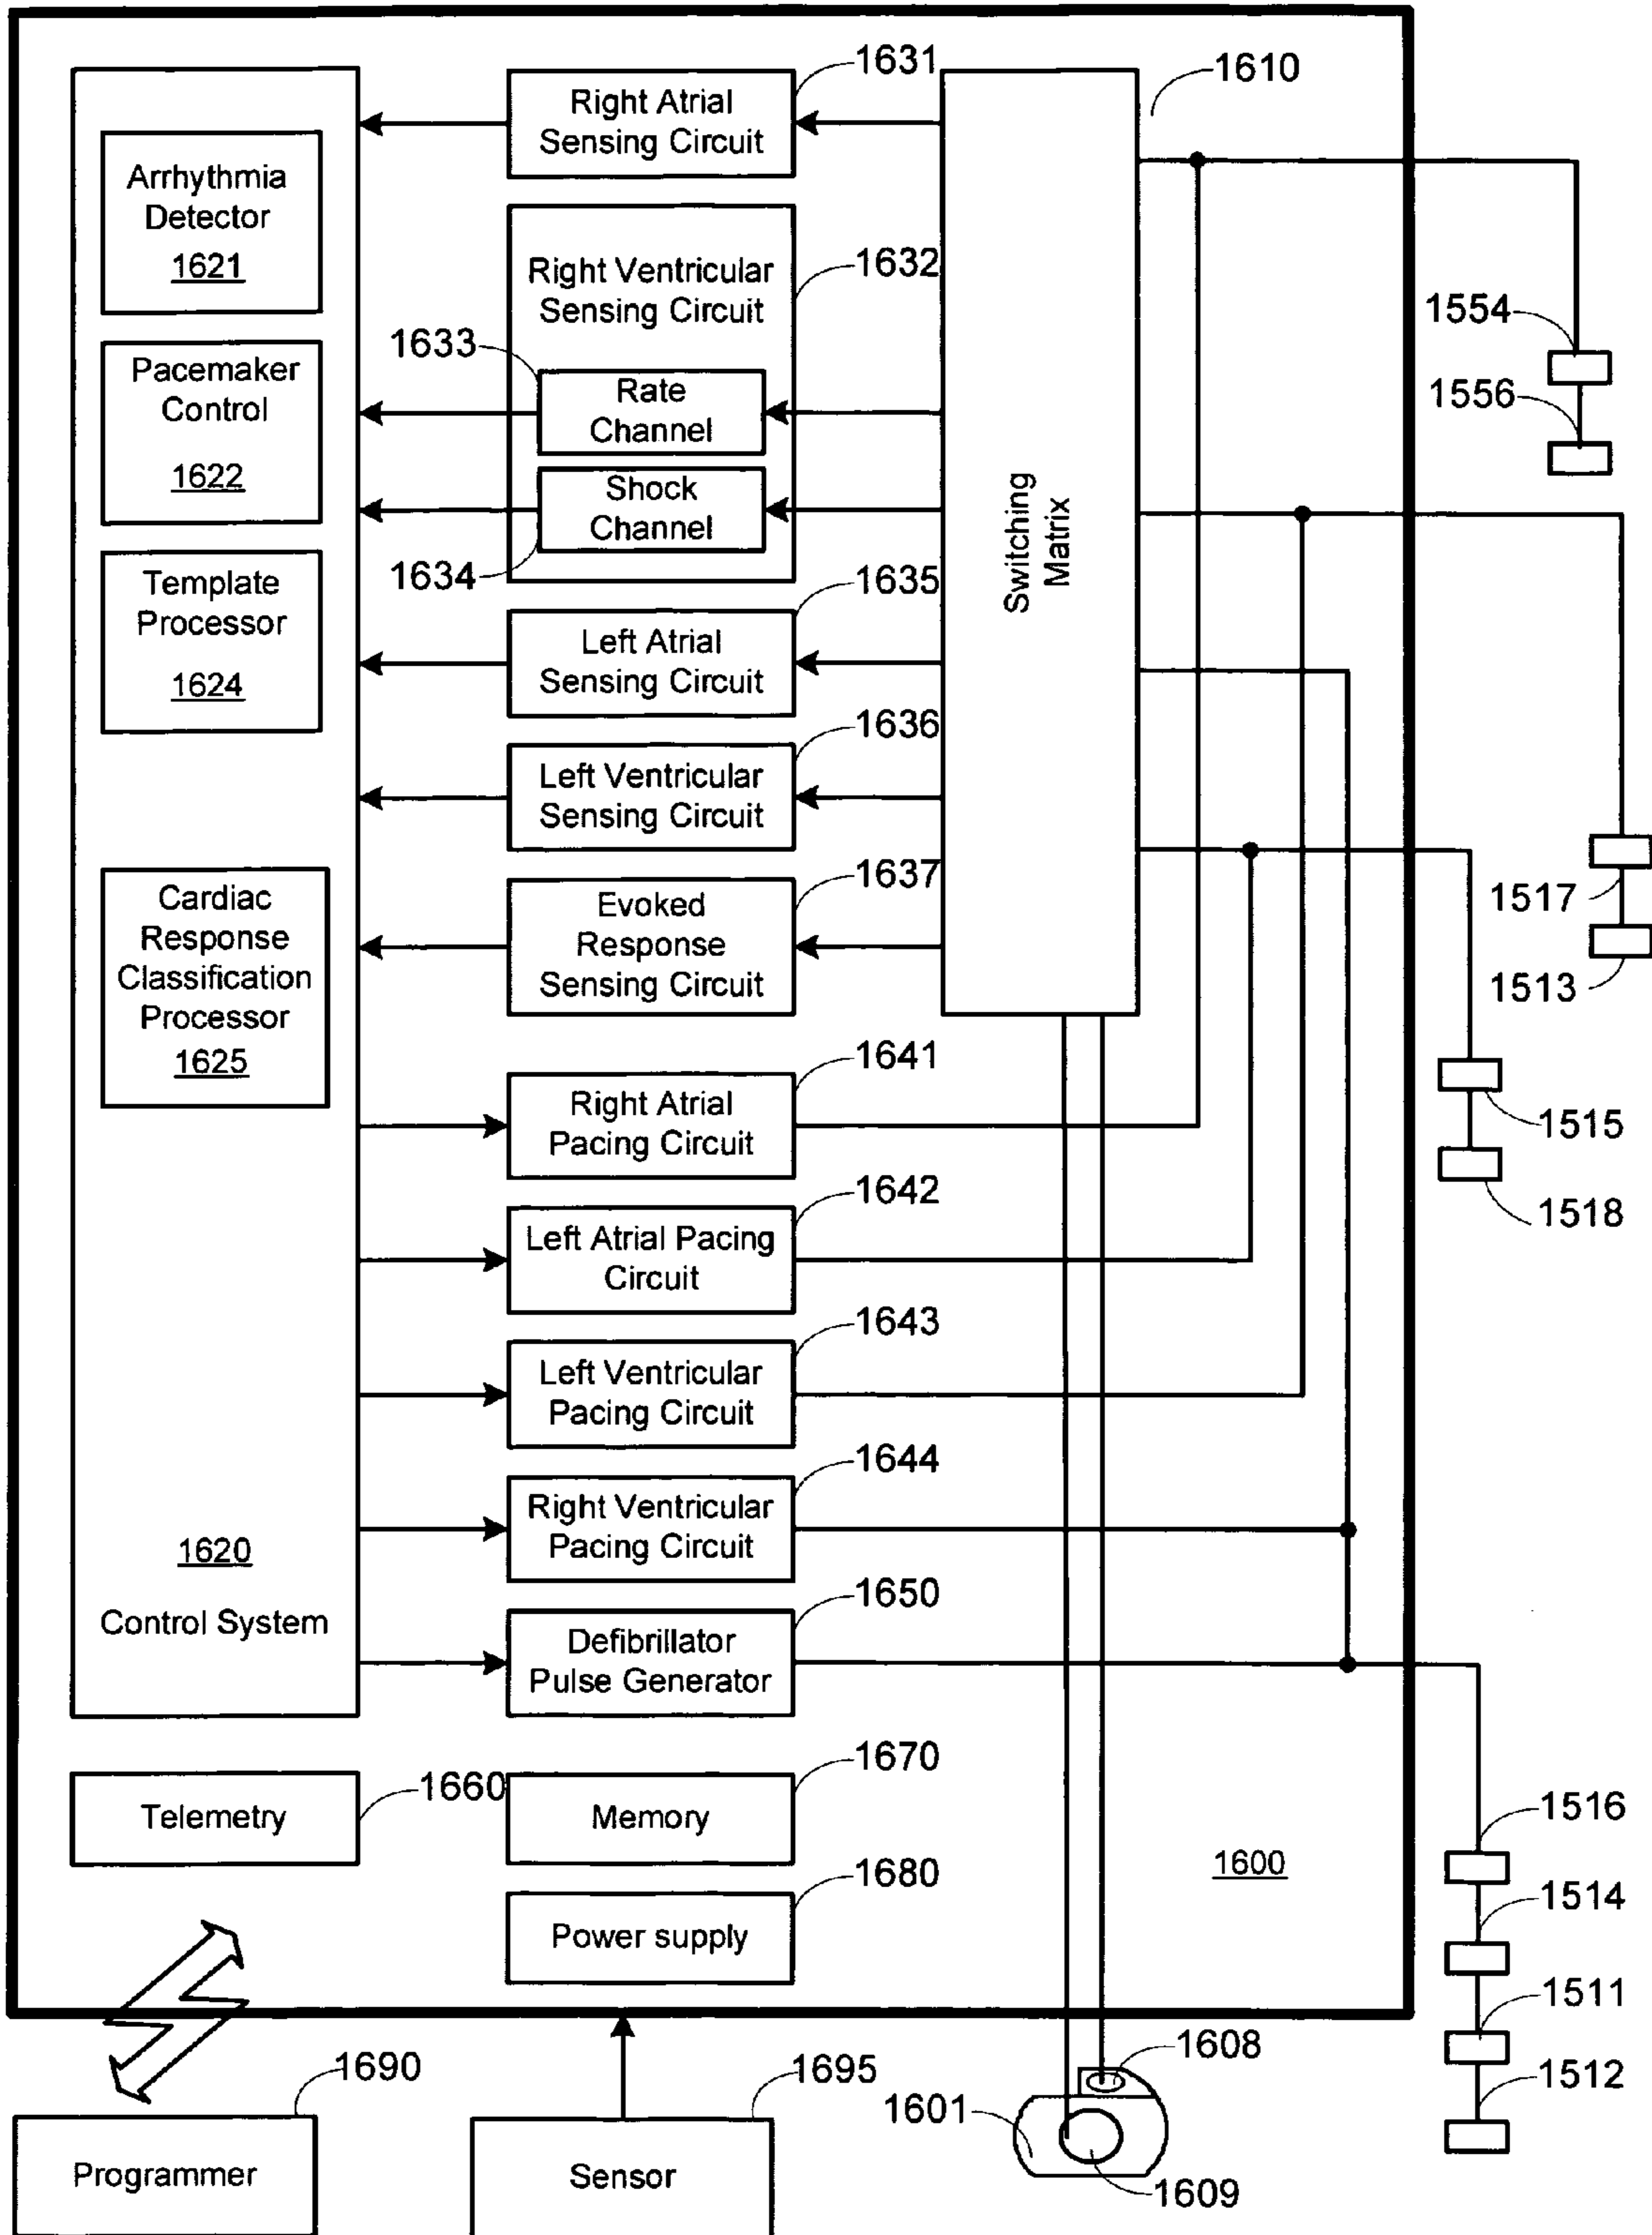 1631
1610
Right Atrial
Sensing Circuit
Arrhythmia
Detector
1621
1632
Right Ventricular
Sensing Circuit
1633
1554
Pacemaker
Control
1622
Rate
Channel
1556
Shock
Channel
Switching
Matrix
1634
1635
Template
Processor
1624
Left Atrial
Sensing Circuit
1636
Left Ventricular
Sensing Circuit
1637
1517
Cardiac
Response
Classification
Processor
1625
Evoked
Response
Sensing Circuit
1513
1641
Right Atrial
Pacing Circuit
1515
1642
1518
Left Atrial Pacing
Circuit
1643
Left Ventricular
Pacing Circuit
1644
Right Ventricular
Pacing Circuit
1620
Control System
1650
Defibrillator
Pulse Generator
1670
1660
Telemetry
Memory
1516
1600
1680
1514
Power supply
1511
1608
1690
1695
1512
1601
Programmer
Sensor
1609